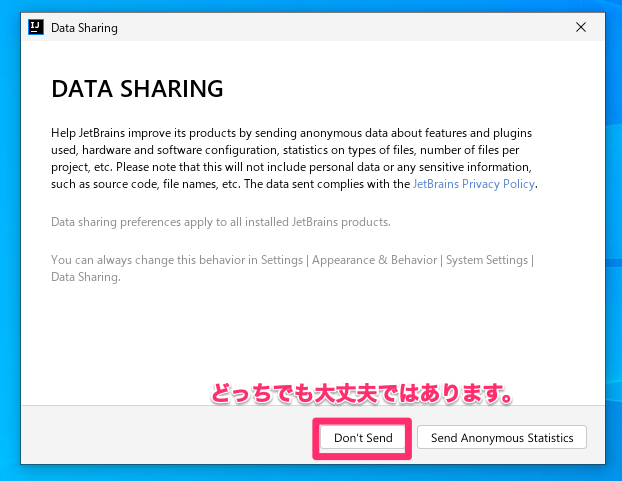 IJ
Data Sharing
DATA SHARING
Help JetBrains improve its products by sending anonymous data about features and plugins
used, hardware and software configuration, statistics on types of files, number of files per
project, etc. Please note that this will not include personal data or any sensitive information,
such as source code, file names, etc. The data sent complies with the JetBrains Privacy Policy.
Data sharing preferences apply to all installed JetBrains products.
You can always change this behavior in Settings | Appearance & Behavior | System Settings |
Data Sharing.
どっちでも大丈夫ではあります。
Don't Send
Send Anonymous Statistics